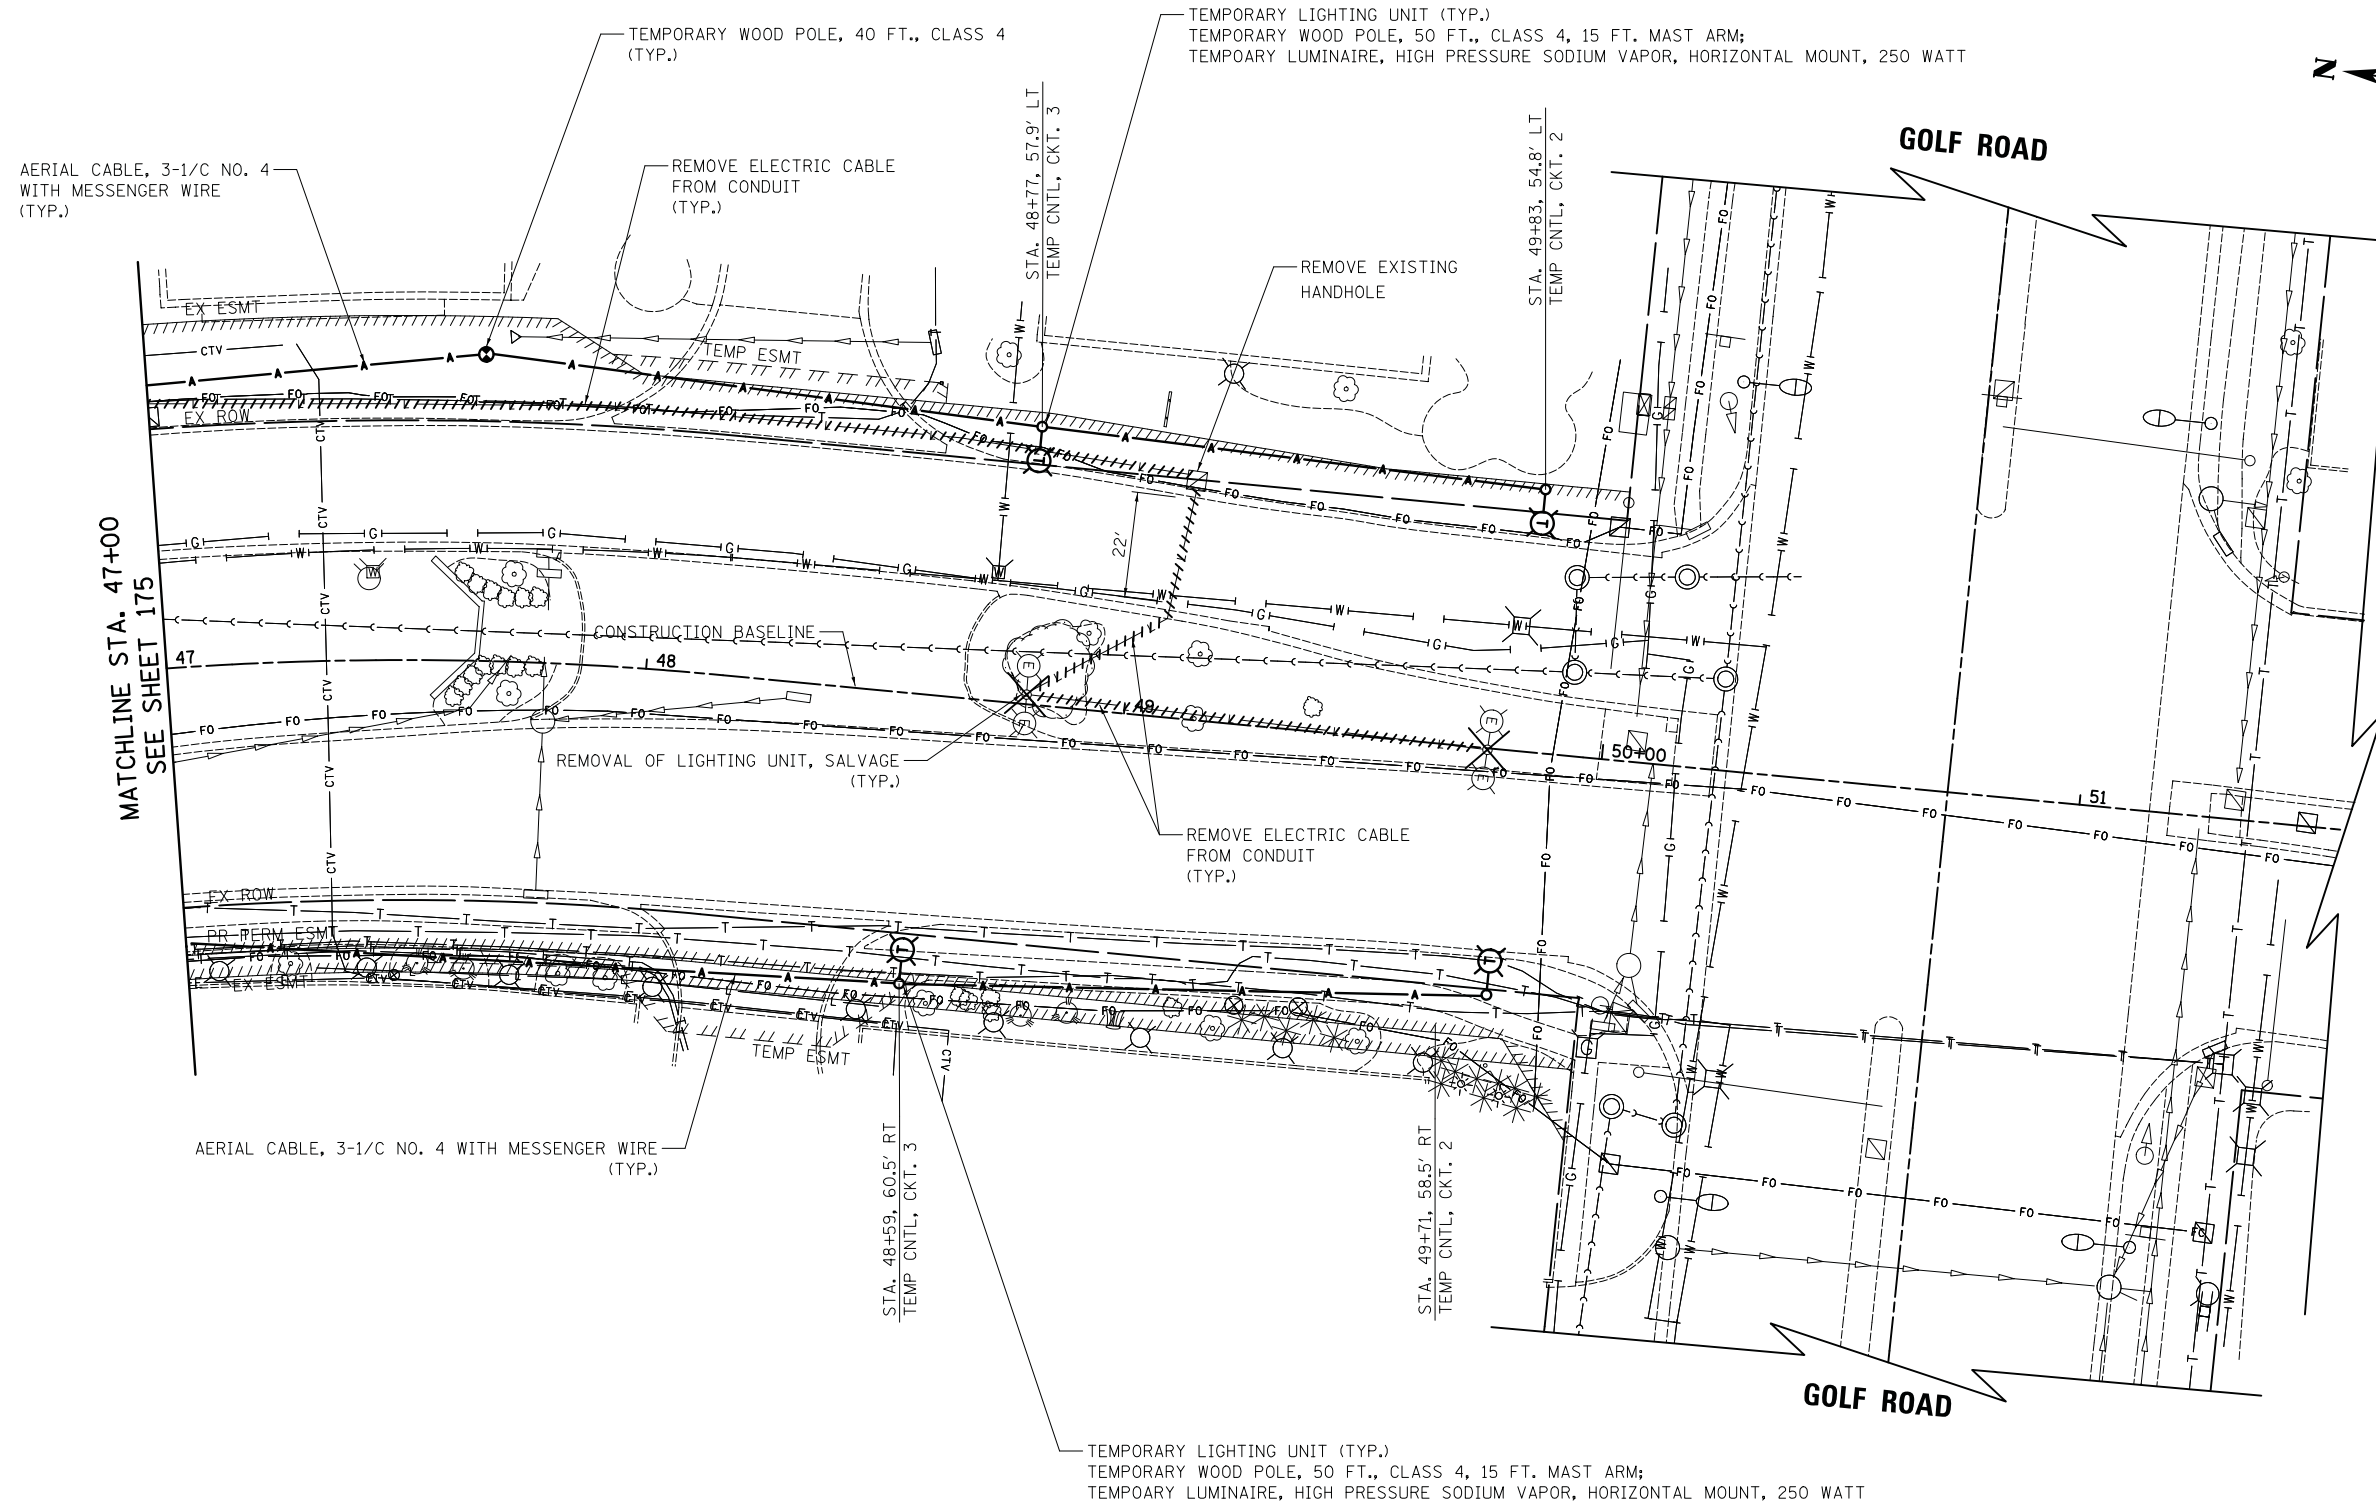 TEMPORARY LIGHTING UNIT (TYP.)
TEMPORARY WOOD POLE, 50 FT., CLASS 4, 15 FT. MAST ARM;
TEMPOARY LUMINAIRE, HIGH PRESSURE SODIUM VAPOR, HORIZONTAL MOUNT, 250 WATT
TEMPORARY WOOD POLE, 40 FT., CLASS 4
(TYP.)
N
GOLF ROAD
AERIAL CABLE, 3-1/C NO. 4
WITH MESSENGER WIRE
(TYP.)
REMOVE ELECTRIC CABLE
FROM CONDUIT
(TYP.)
STA. 48+77, 57.9' LT
TEMP CNTL, CKT. 3
STA. 49+83, 54.8' LT
TEMP CNTL, CKT. 2
REMOVE EXISTING
HANDHOLE
EX ESMT
CTV
TEMP ESMT
EX ROW
22'
MATCHLINE STA. 47+00
SEE SHEET 175
CONSTRUCTION BASELINE
47
48
49
50+00
51
REMOVAL OF LIGHTING UNIT, SALVAGE
(TYP.)
REMOVE ELECTRIC CABLE
FROM CONDUIT
(TYP.)
EX ROW
PR PERM ESMT
EX ESMT
TEMP ESMT
AERIAL CABLE, 3-1/C NO. 4 WITH MESSENGER WIRE
(TYP.)
STA. 48+59, 60.5' RT
TEMP CNTL, CKT. 3
STA. 49+71, 58.5' RT
TEMP CNTL, CKT. 2
GOLF ROAD
TEMPORARY LIGHTING UNIT (TYP.)
TEMPORARY WOOD POLE, 50 FT., CLASS 4, 15 FT. MAST ARM;
TEMPOARY LUMINAIRE, HIGH PRESSURE SODIUM VAPOR, HORIZONTAL MOUNT, 250 WATT